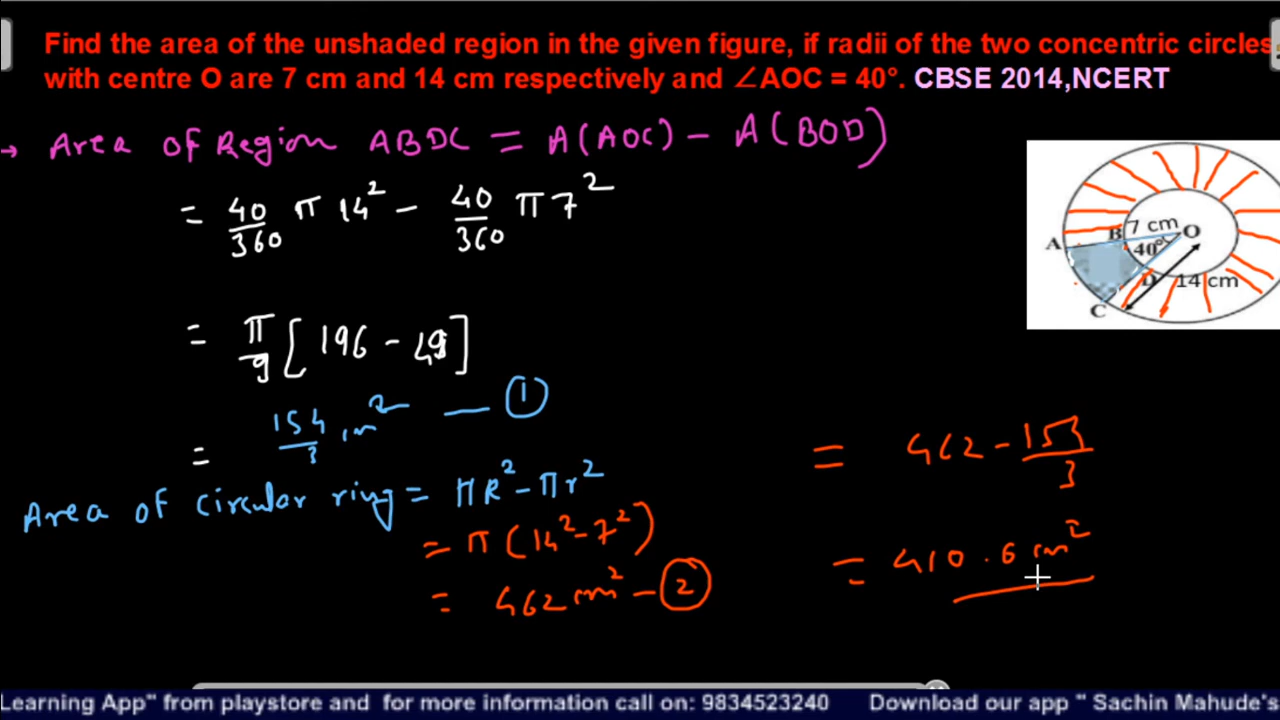 Find the area of the unshaded region in the given figure, if radii of the two concentric circles
with centre O are 7 cm and 14 cm respectively and ∠AOC = 40°. CBSE 2014,NCERT
→ Area of Region ABDC = A(AOC) - A(BOD)
= 40/360 π 14² - 40/360 π 7²
= π/9 [196 - 49]
= 154/3 cm² — ①
Area of circular ring = πR² - πr²
= π (14² - 7²)
= 462 cm² - ②
A B 7 cm O
40°
D 14 cm
C
= 462 - 154/3
= 410.6 cm²
Learning App" from playstore and for more information call on: 9834523240 Download our app " Sachin Mahude's